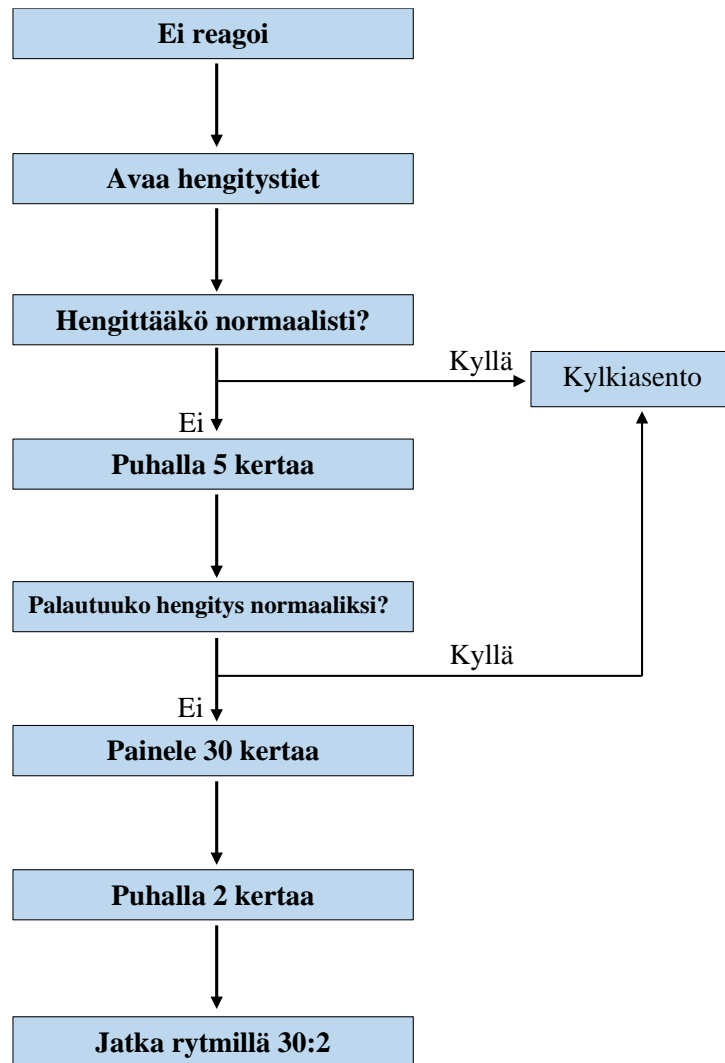 Ei reagoi
Avaa hengitystiet
Hengittääkö normaalisti?
Kyllä
Kylkiasento
Ei
Puhalla 5 kertaa
Palautuuko hengitys normaaliksi?
Kyllä
Ei
Painele 30 kertaa
Puhalla 2 kertaa
Jatka rytmillä 30:2